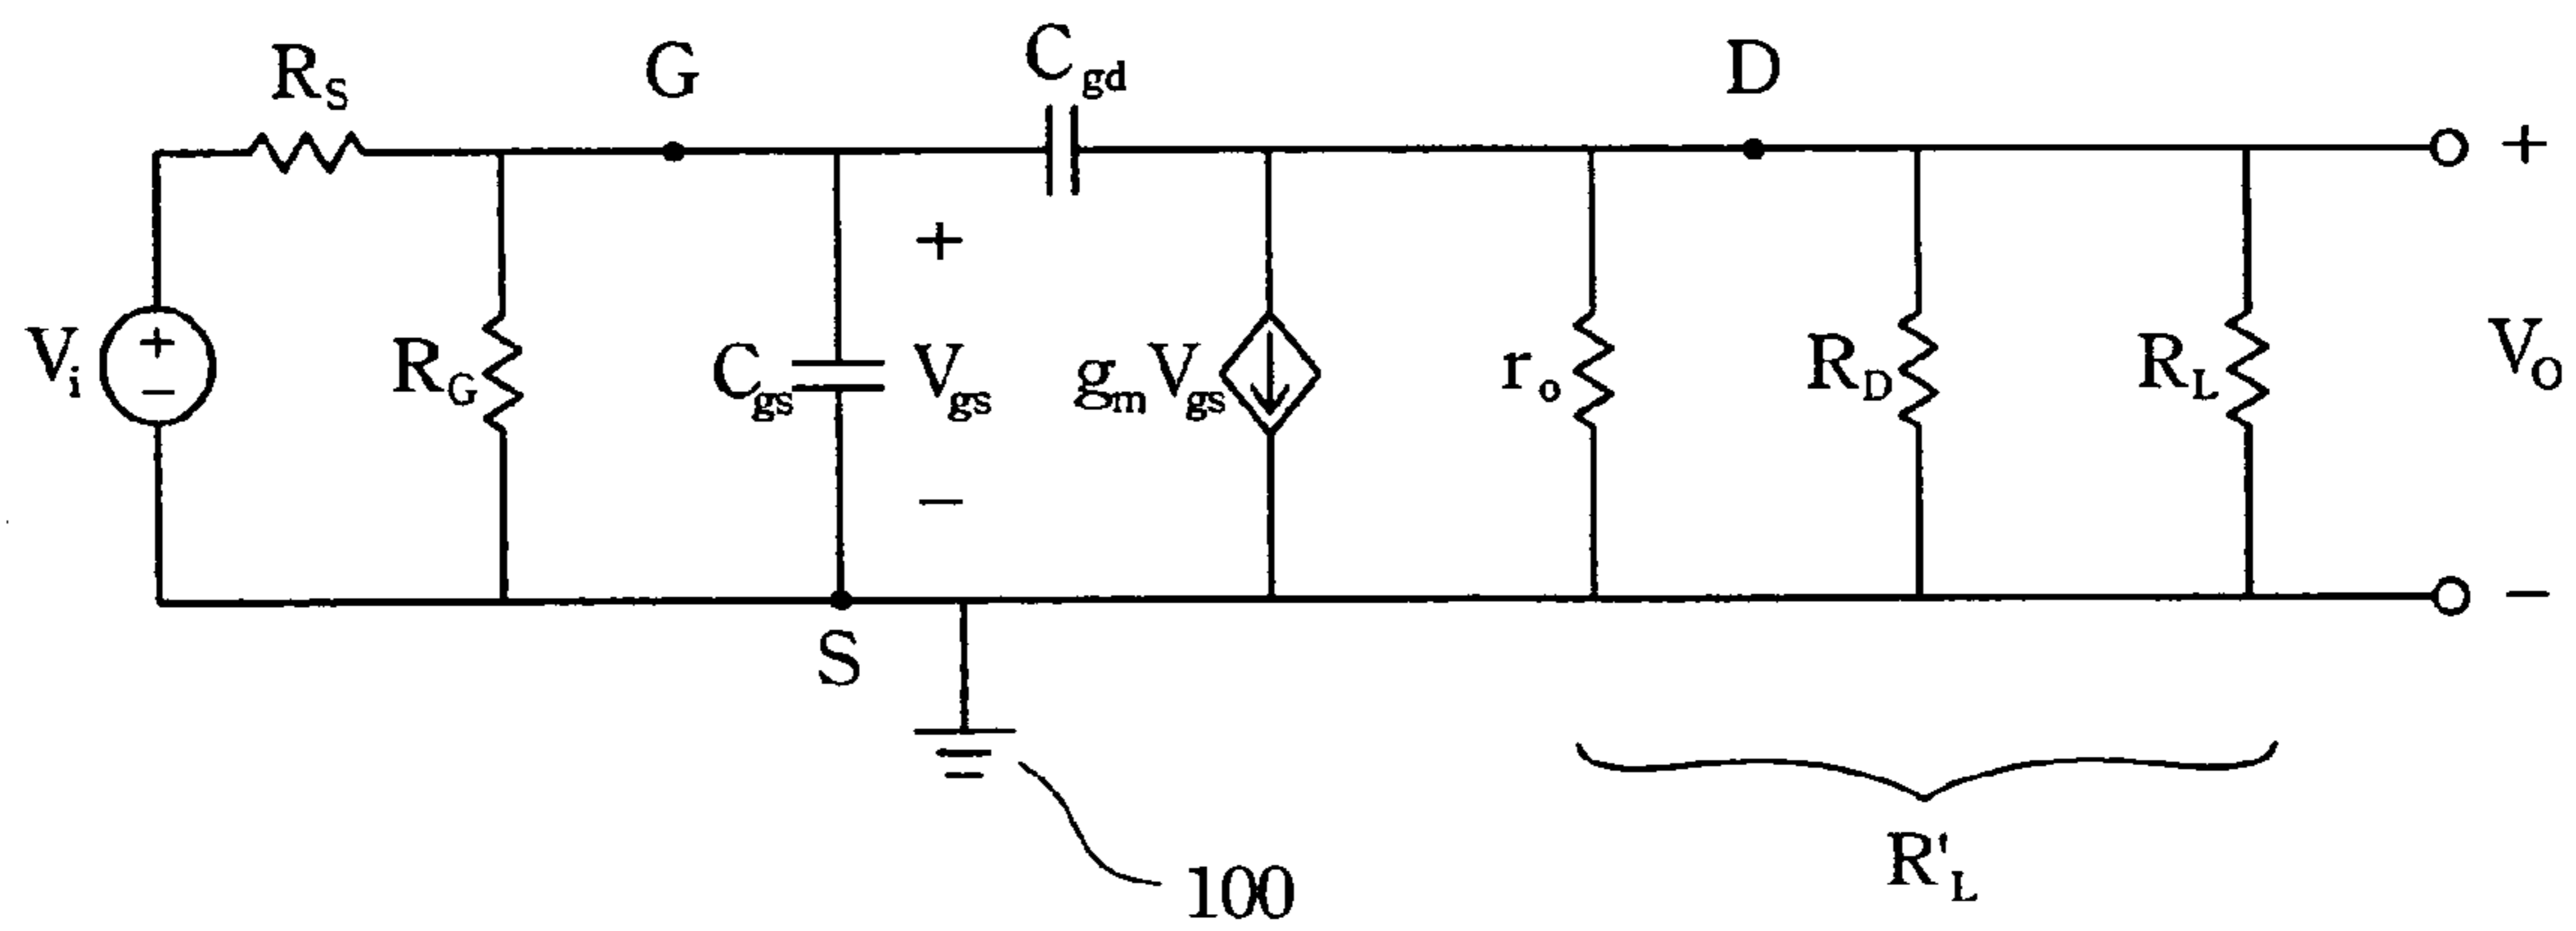 R_S
G
C_gd
D
+
V_i
+
−
R_G
C_gs
+
V_gs
−
g_m V_gs
r_o
R_D
R_L
V_O
−
S
100
R'_L